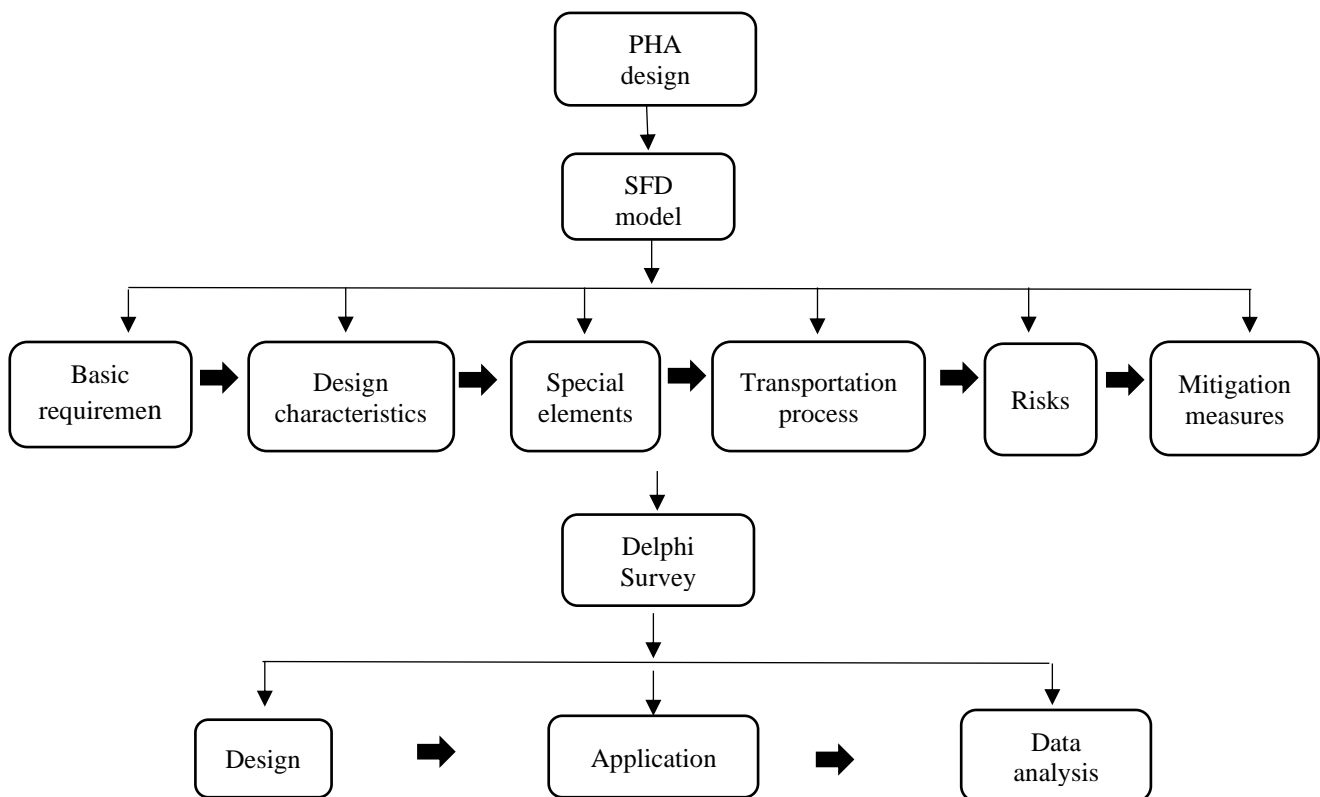 PHA
design
SFD
model
Basic
requiremen
Design
characteristics
Special
elements
Transportation
process
Risks
Mitigation
measures
Delphi
Survey
Design
Application
Data
analysis